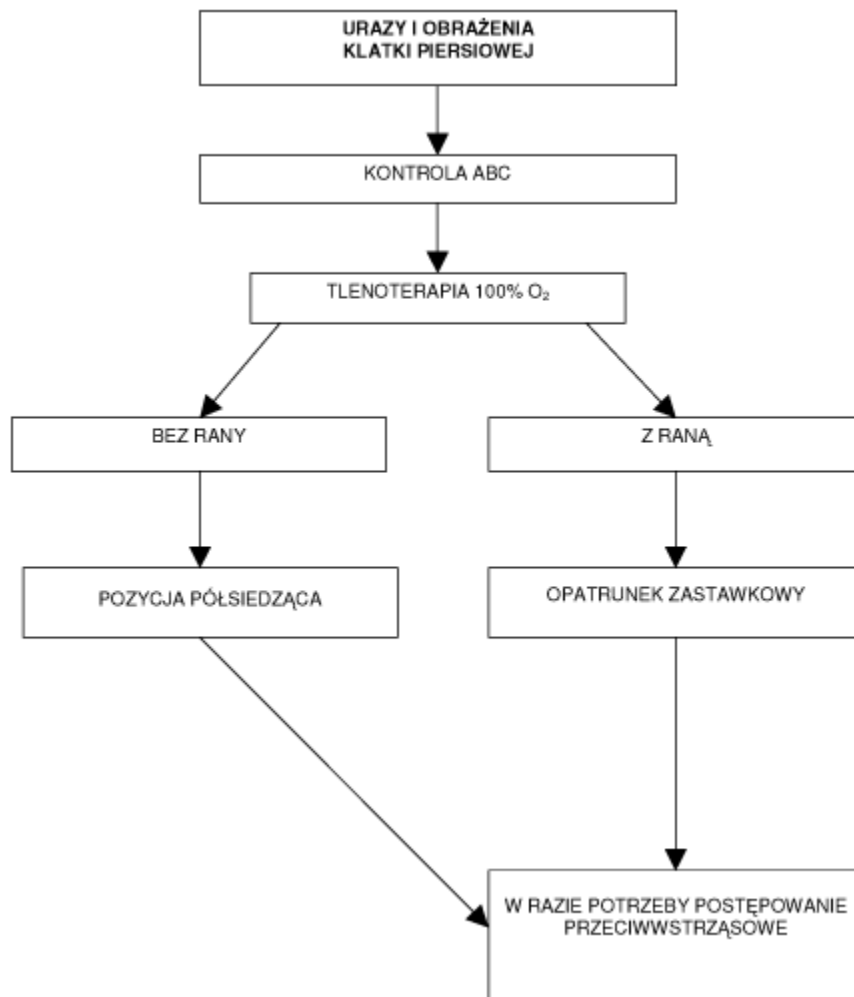 URAZY I OBRAŻENIA
KLATKI PIERSIOWEJ
KONTROLA ABC
TLENOTERAPIA 100% O₂
BEZ RANY
Z RANĄ
POZYCJA PÓŁSIEDZĄCA
OPATRUNEK ZASTAWKOWY
W RAZIE POTRZEBY POSTĘPOWANIE
PRZECIWWSTRZĄSOWE